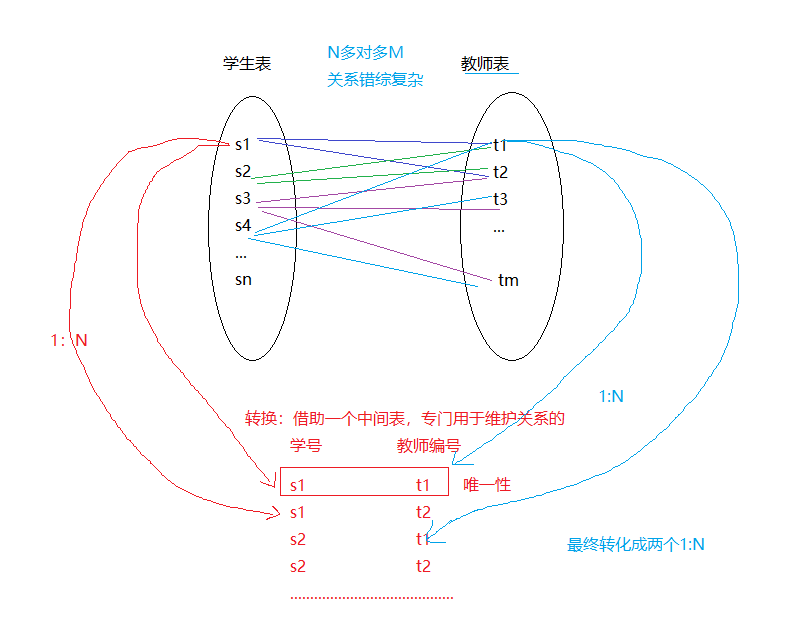 N多对多M
关系错综复杂
学生表
教师表
s1
s2
s3
s4
...
sn
t1
t2
t3
...
tm
1：N
1:N
转换：借助一个中间表，专门用于维护关系的
学号 教师编号
s1 t1 唯一性
s1 t2
s2 t1
s2 t2
最终转化成两个1:N
................................................